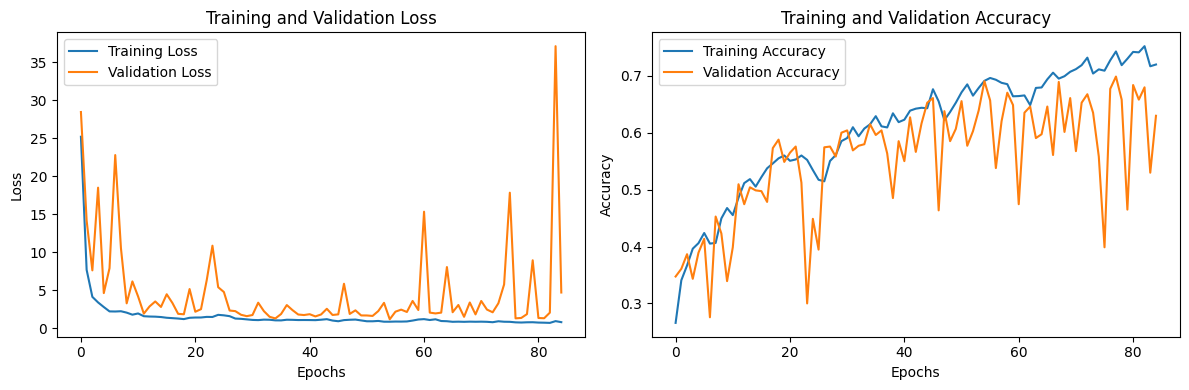 Training and Validation Loss
Training Loss
Validation Loss
35
30
25
20
15
10
5
0
Loss
0 20 40 60 80
Epochs
Training and Validation Accuracy
Training Accuracy
Validation Accuracy
0.7
0.6
0.5
0.4
0.3
Accuracy
0 20 40 60 80
Epochs